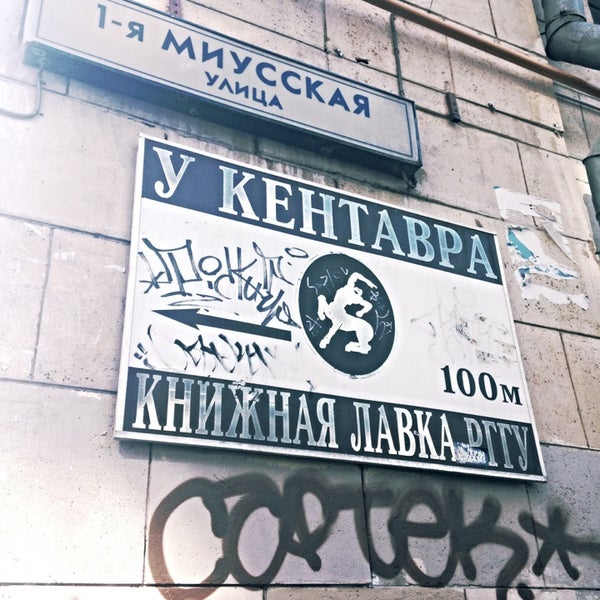 1-я МИУССКАЯ
УЛИЦА
У КЕНТАВРА
100м
КНИЖНАЯ ЛАВКА РГГУ